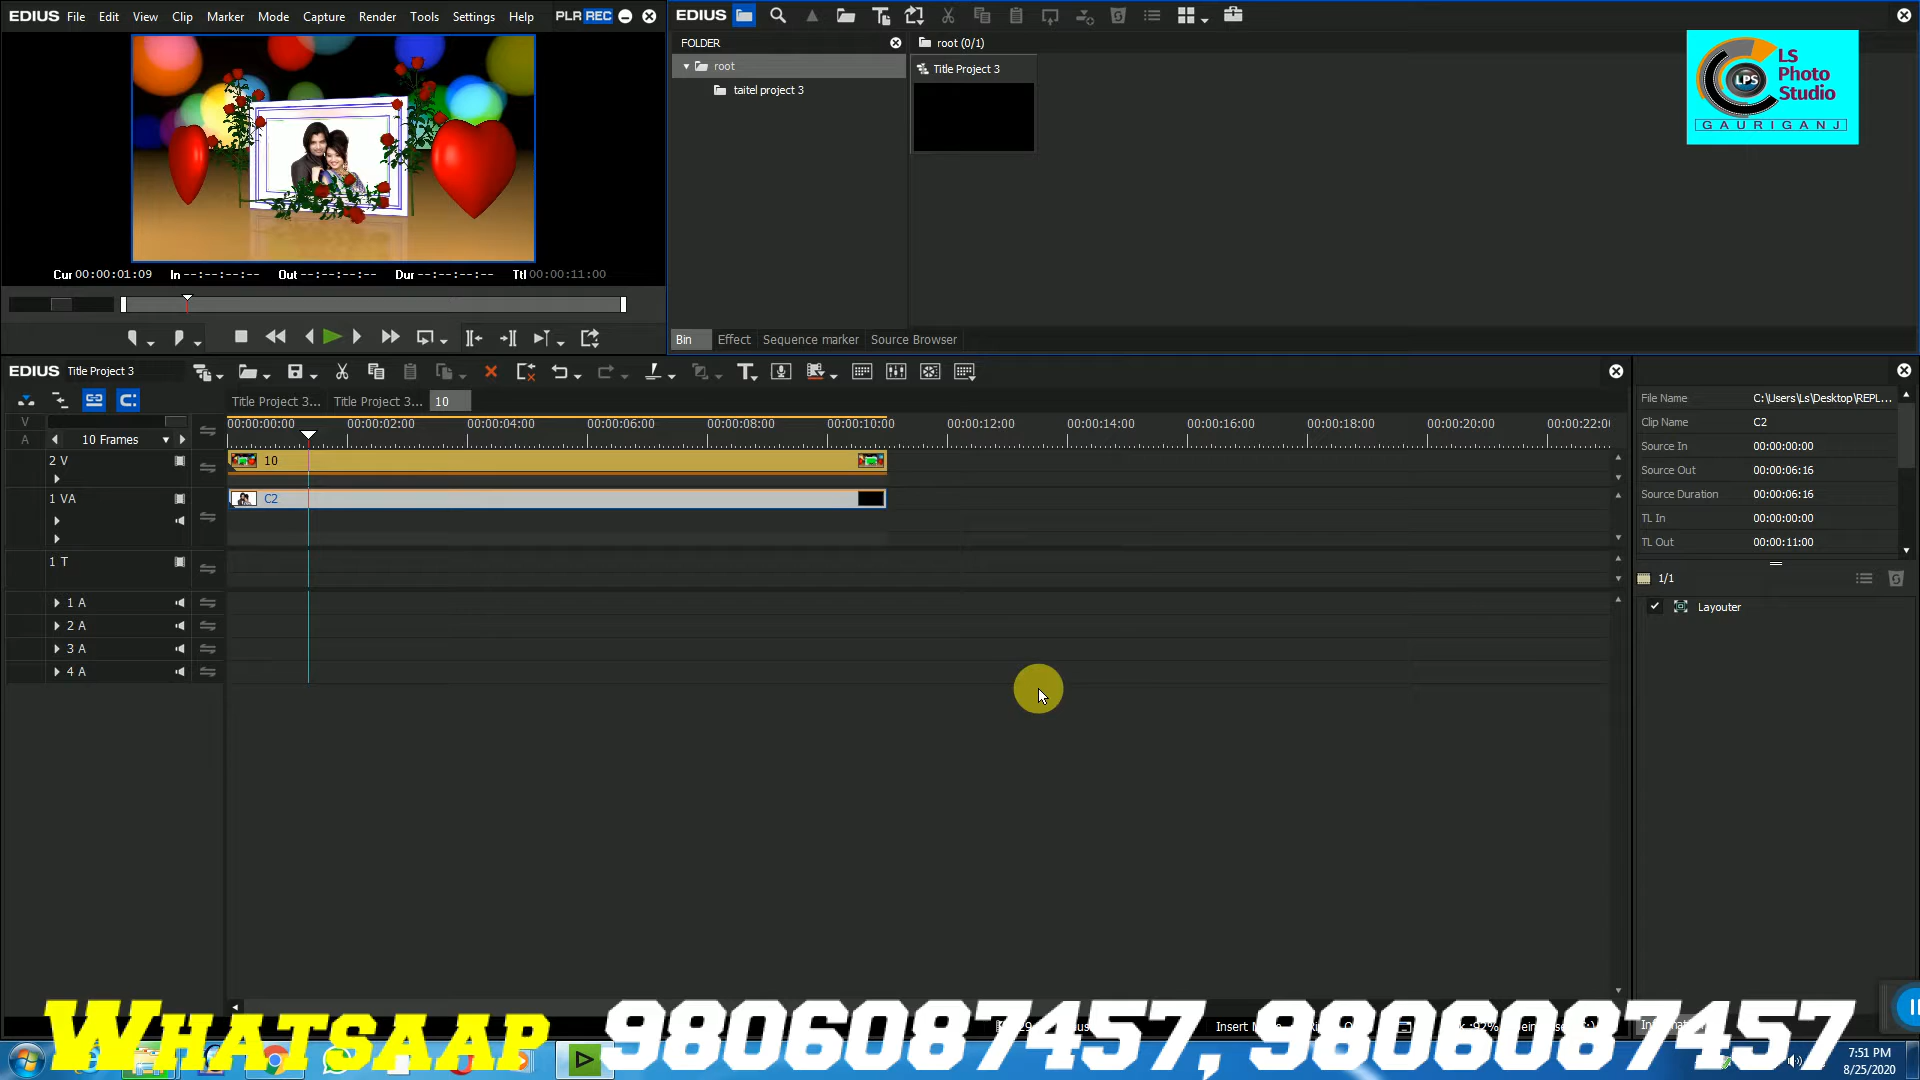 EDIUS File Edit View Clip Marker Mode Capture Render Tools Settings Help PLR REC
EDIUS
FOLDER
root (0/1)
root
taitel project 3
Title Project 3
LS
Photo
Studio
LPS
GAURIGANJ
Cur 00:00:01:09 In --:--:--:-- Out --:--:--:-- Dur --:--:--:-- Ttl 00:00:11:00
Bin Effect Sequence marker Source Browser
EDIUS Title Project 3
Title Project 3... Title Project 3... 10
V
A 10 Frames
00:00:00:00 00:00:02:00 00:00:04:00 00:00:06:00 00:00:08:00 00:00:10:00 00:00:12:00 00:00:14:00 00:00:16:00 00:00:18:00 00:00:20:00 00:00:22:0
2 V
10
1 VA
C2
1 T
1 A
2 A
3 A
4 A
File Name C:\Users\Ls\Desktop\REPL...
Clip Name C2
Source In 00:00:00:00
Source Out 00:00:06:16
Source Duration 00:00:06:16
TL In 00:00:00:00
TL Out 00:00:11:00
1/1
Layouter
WHATSAAP 9806087457, 9806087457
Insert
7:51 PM
8/25/2020